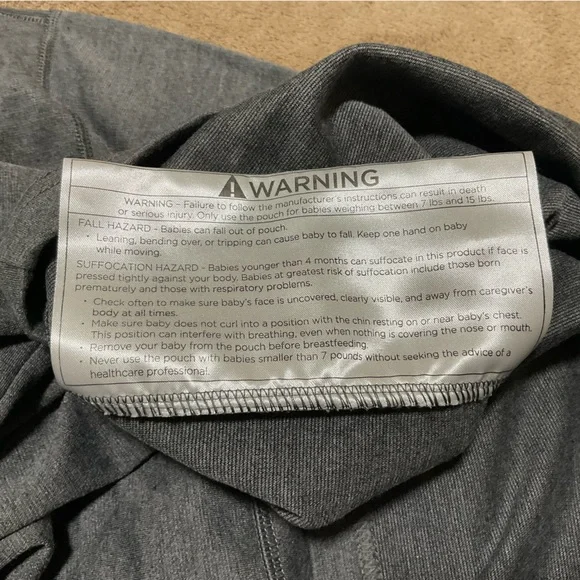 WARNING
WARNING - Failure to follow the manufacturer's instructions can result in death
or serious injury. Only use the pouch for babies weighing between 7 lbs and 15 lbs.
FALL HAZARD - Babies can fall out of pouch.
• Leaning, bending over, or tripping can cause baby to fall. Keep one hand on baby
while moving.
SUFFOCATION HAZARD - Babies younger than 4 months can suffocate in this product if face is
pressed tightly against your body. Babies at greatest risk of suffocation include those born
prematurely and those with respiratory problems.
• Check often to make sure baby's face is uncovered, clearly visible, and away from caregiver's
body at all times.
• Make sure baby does not curl into a position with the chin resting on or near baby's chest.
This position can interfere with breathing, even when nothing is covering the nose or mouth.
• Remove your baby from the pouch before breastfeeding.
• Never use the pouch with babies smaller than 7 pounds without seeking the advice of a
healthcare professional.